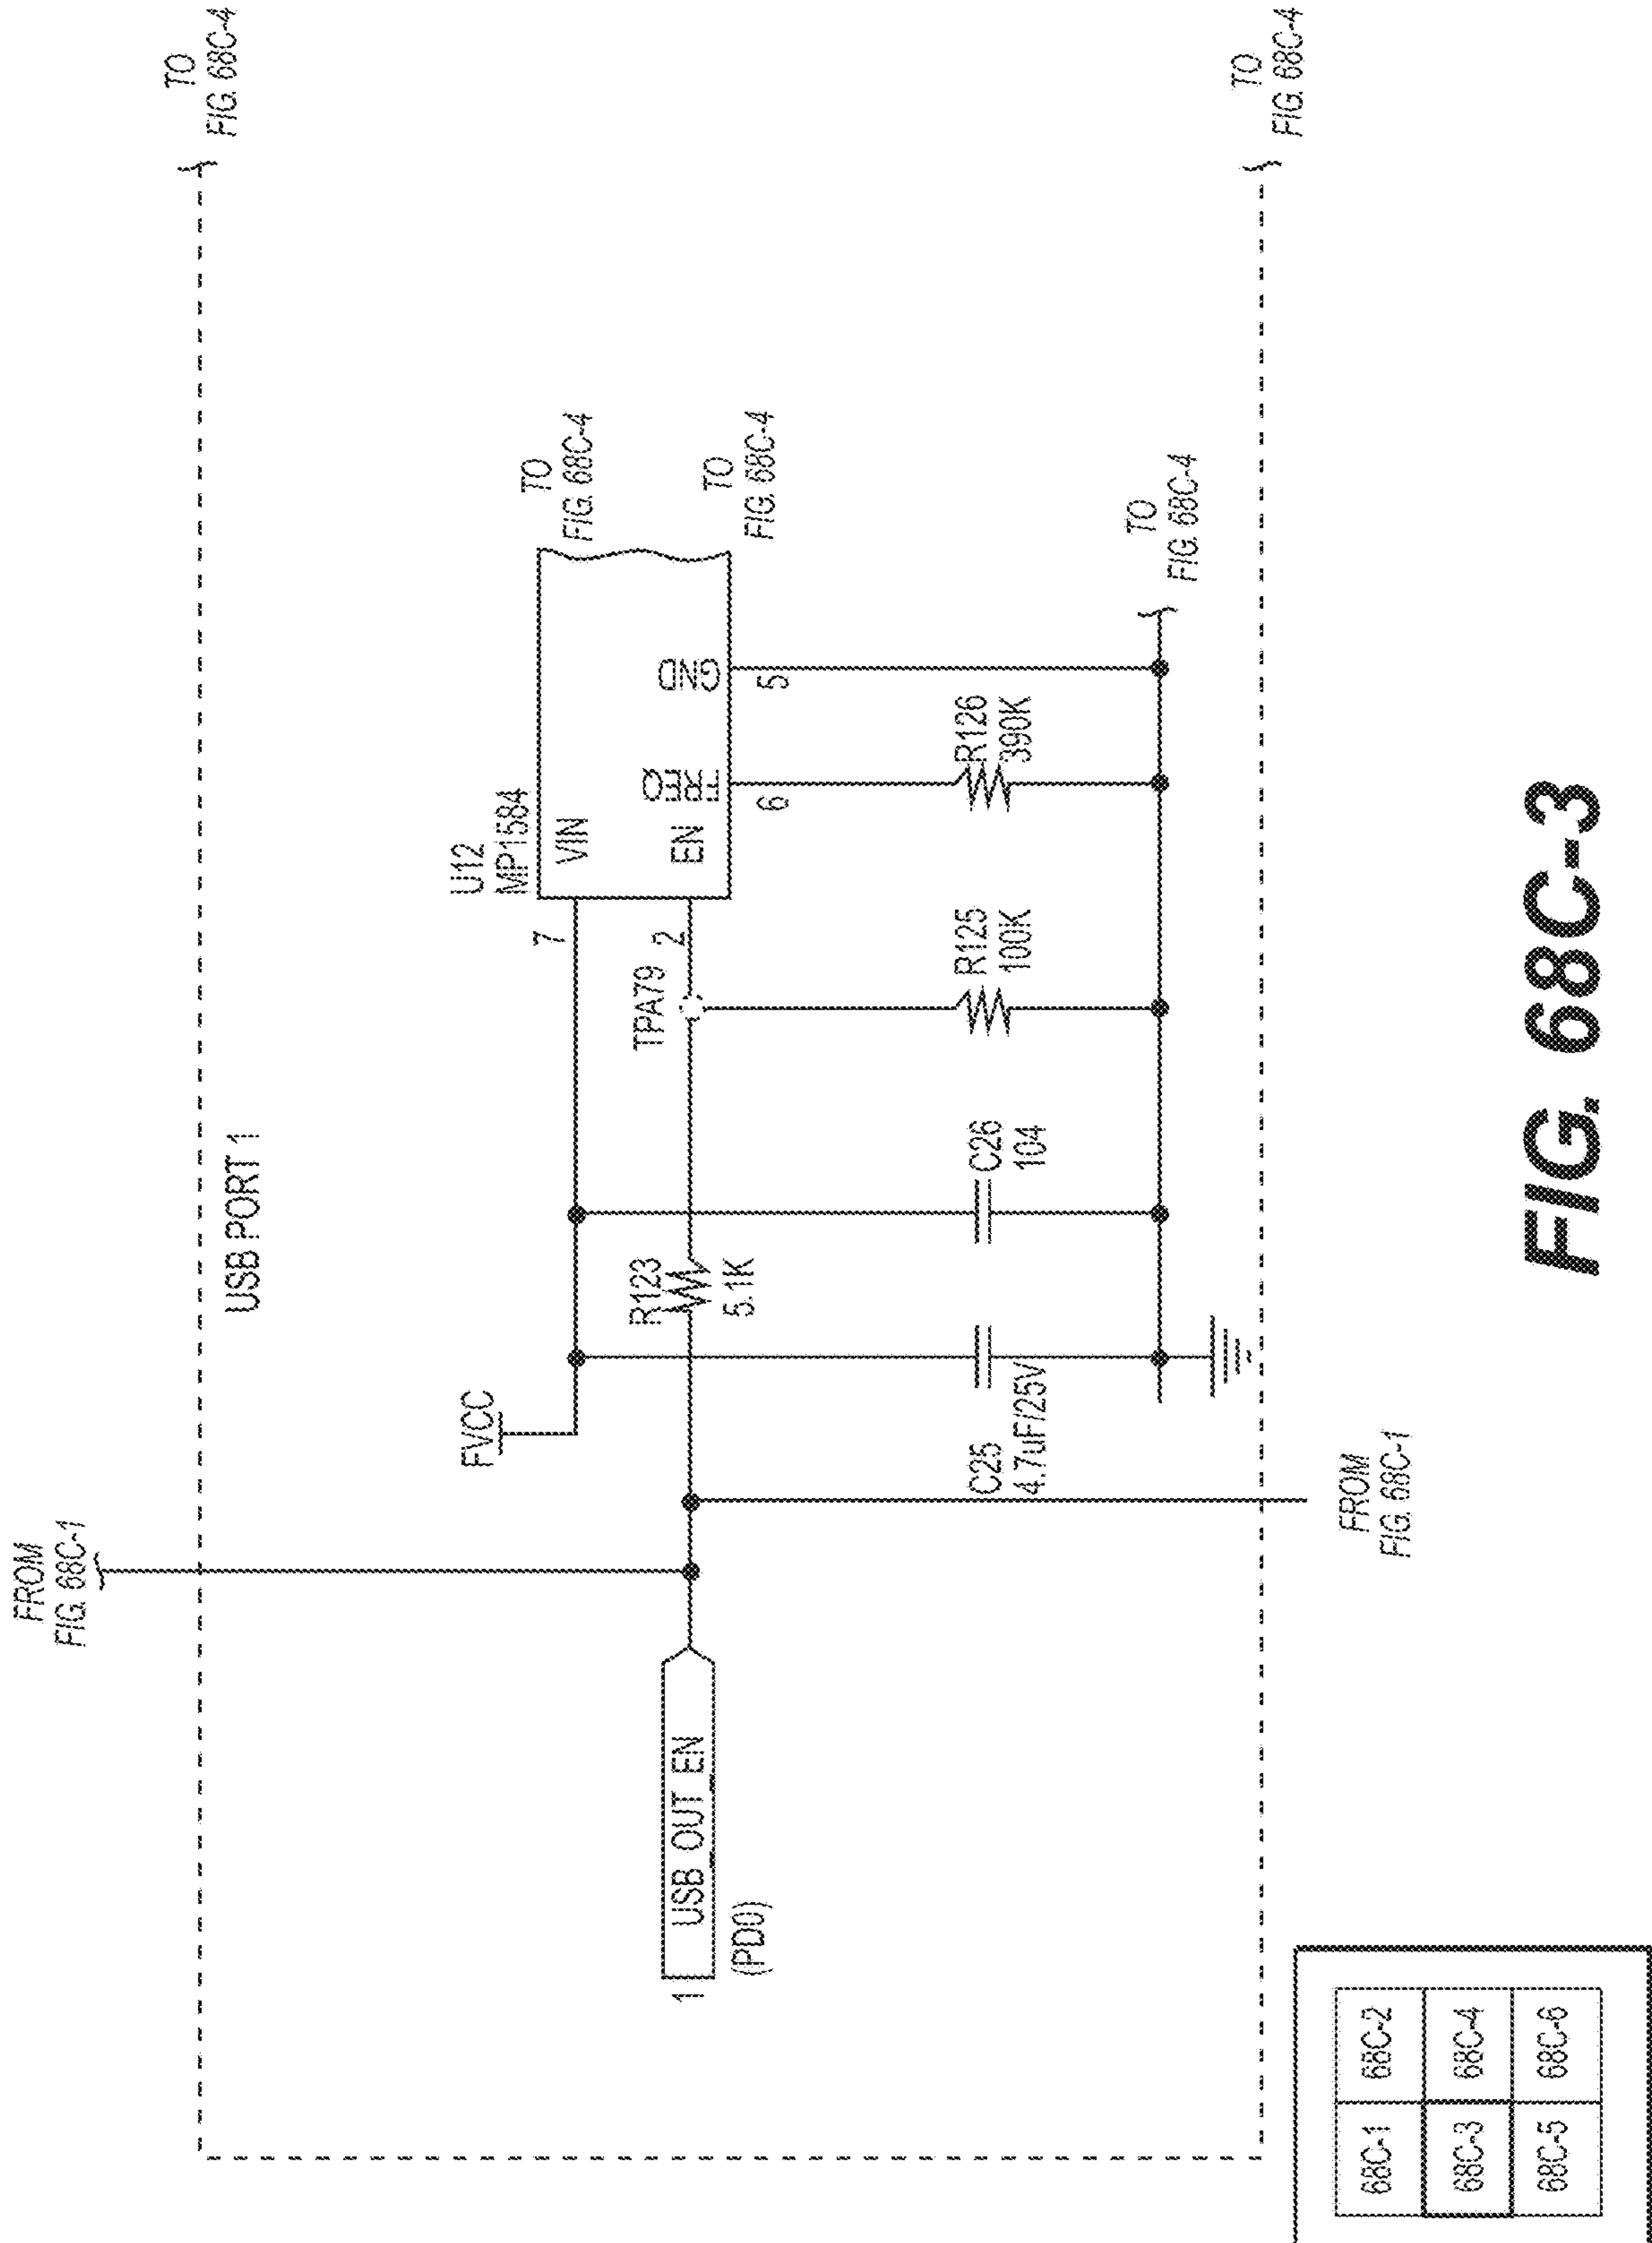 FROM
FIG. 68C-1
TO
FIG. 68C-4
USB PORT 1
FVCC
U12
MP1584
TO
FIG. 68C-4
7
VIN
1
USB_OUT_EN
(PD0)
R123
5.1K
TPA79
2
EN
FREQ
6
GND
5
TO
FIG. 68C-4
C25
4.7uF/25V
C26
104
R125
100K
R126
390K
TO
FIG. 68C-4
FROM
FIG. 68C-1
TO
FIG. 68C-4
68C-1 68C-2
68C-3 68C-4
68C-5 68C-6
FIG. 68C-3